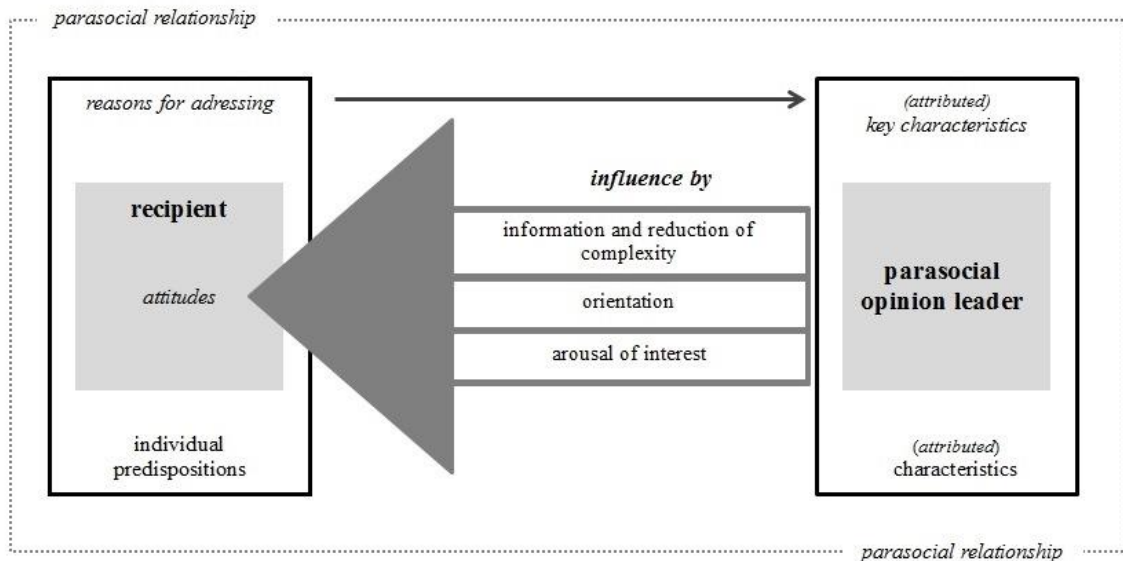 parasocial relationship
reasons for adressing
recipient
attitudes
individual
predispositions
influence by
information and reduction of
complexity
orientation
arousal of interest
(attributed)
key characteristics
parasocial
opinion leader
(attributed)
characteristics
parasocial relationship